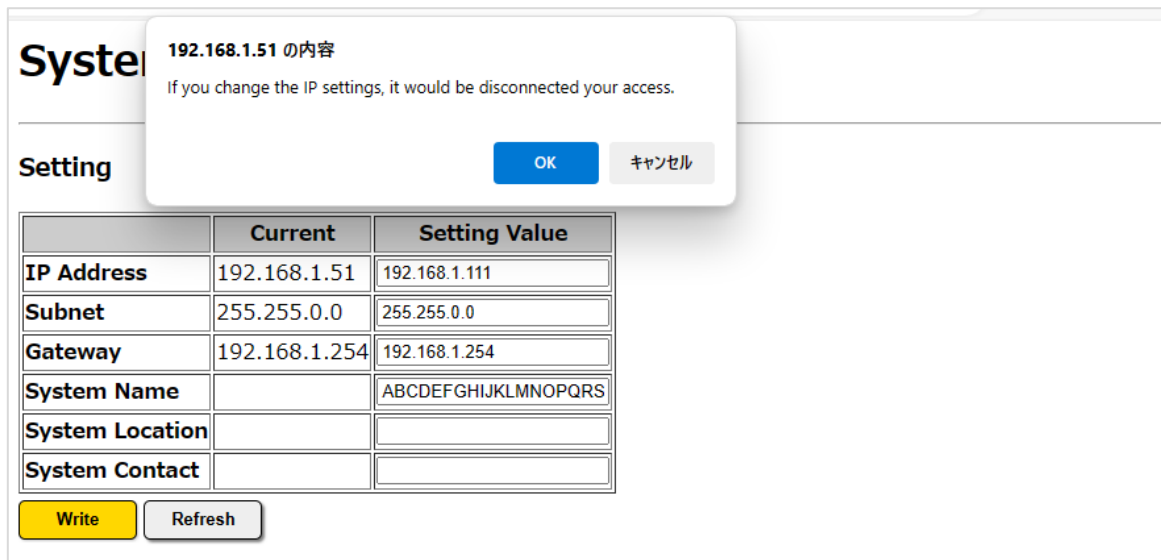 Syste
192.168.1.51 の内容
If you change the IP settings, it would be disconnected your access.
OK キャンセル
Setting
Current Setting Value
IP Address 192.168.1.51 192.168.1.111
Subnet 255.255.0.0 255.255.0.0
Gateway 192.168.1.254 192.168.1.254
System Name ABCDEFGHIJKLMNOPQRS
System Location
System Contact
Write Refresh